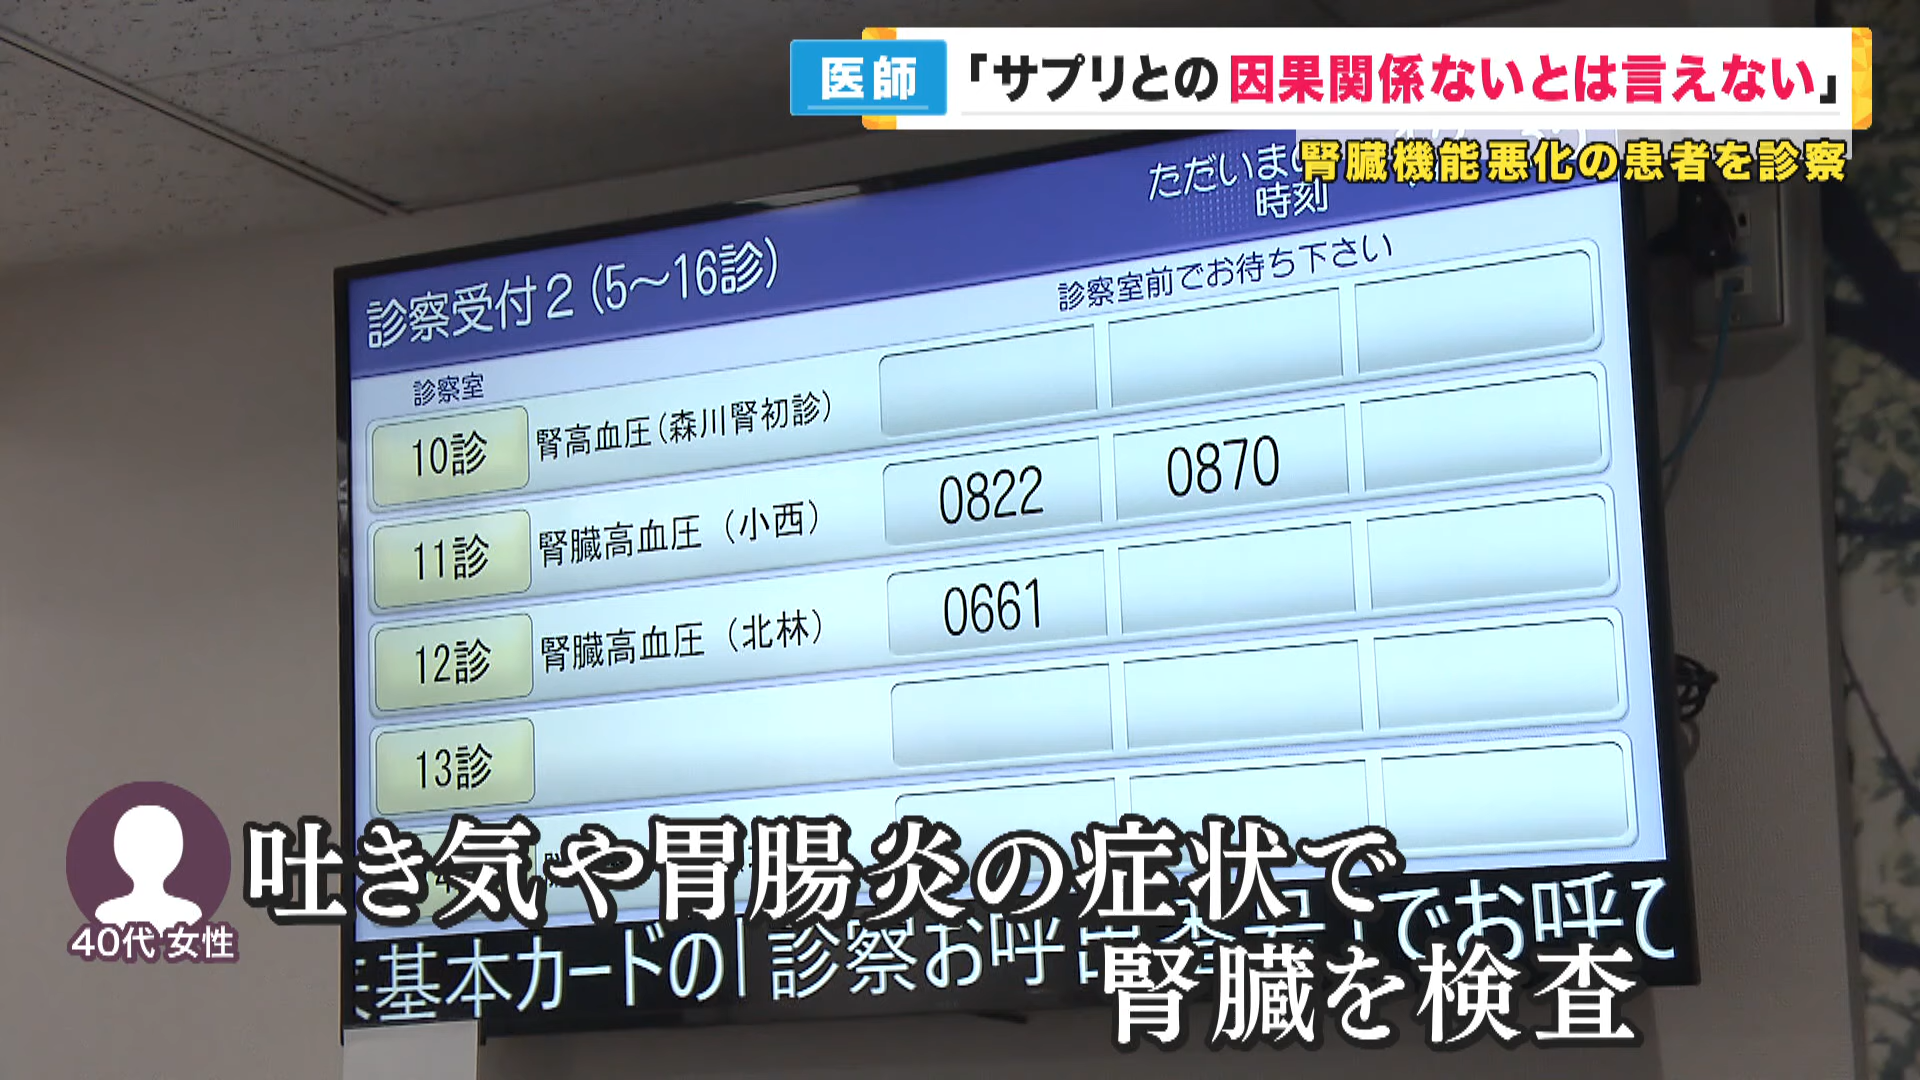 医師
「サプリとの因果関係ないとは言えない」
腎臓機能悪化の患者を診察
診察受付2(5～16診)
ただいまの
時刻
診察室前でお待ち下さい
診察室
10診 腎高血圧(森川腎初診)
11診 腎臓高血圧(小西) 0822 0870
12診 腎臓高血圧(北林) 0661
13診
吐き気や胃腸炎の症状で
腎臓を検査
40代 女性
基本カードの「診察お呼出
でお呼び